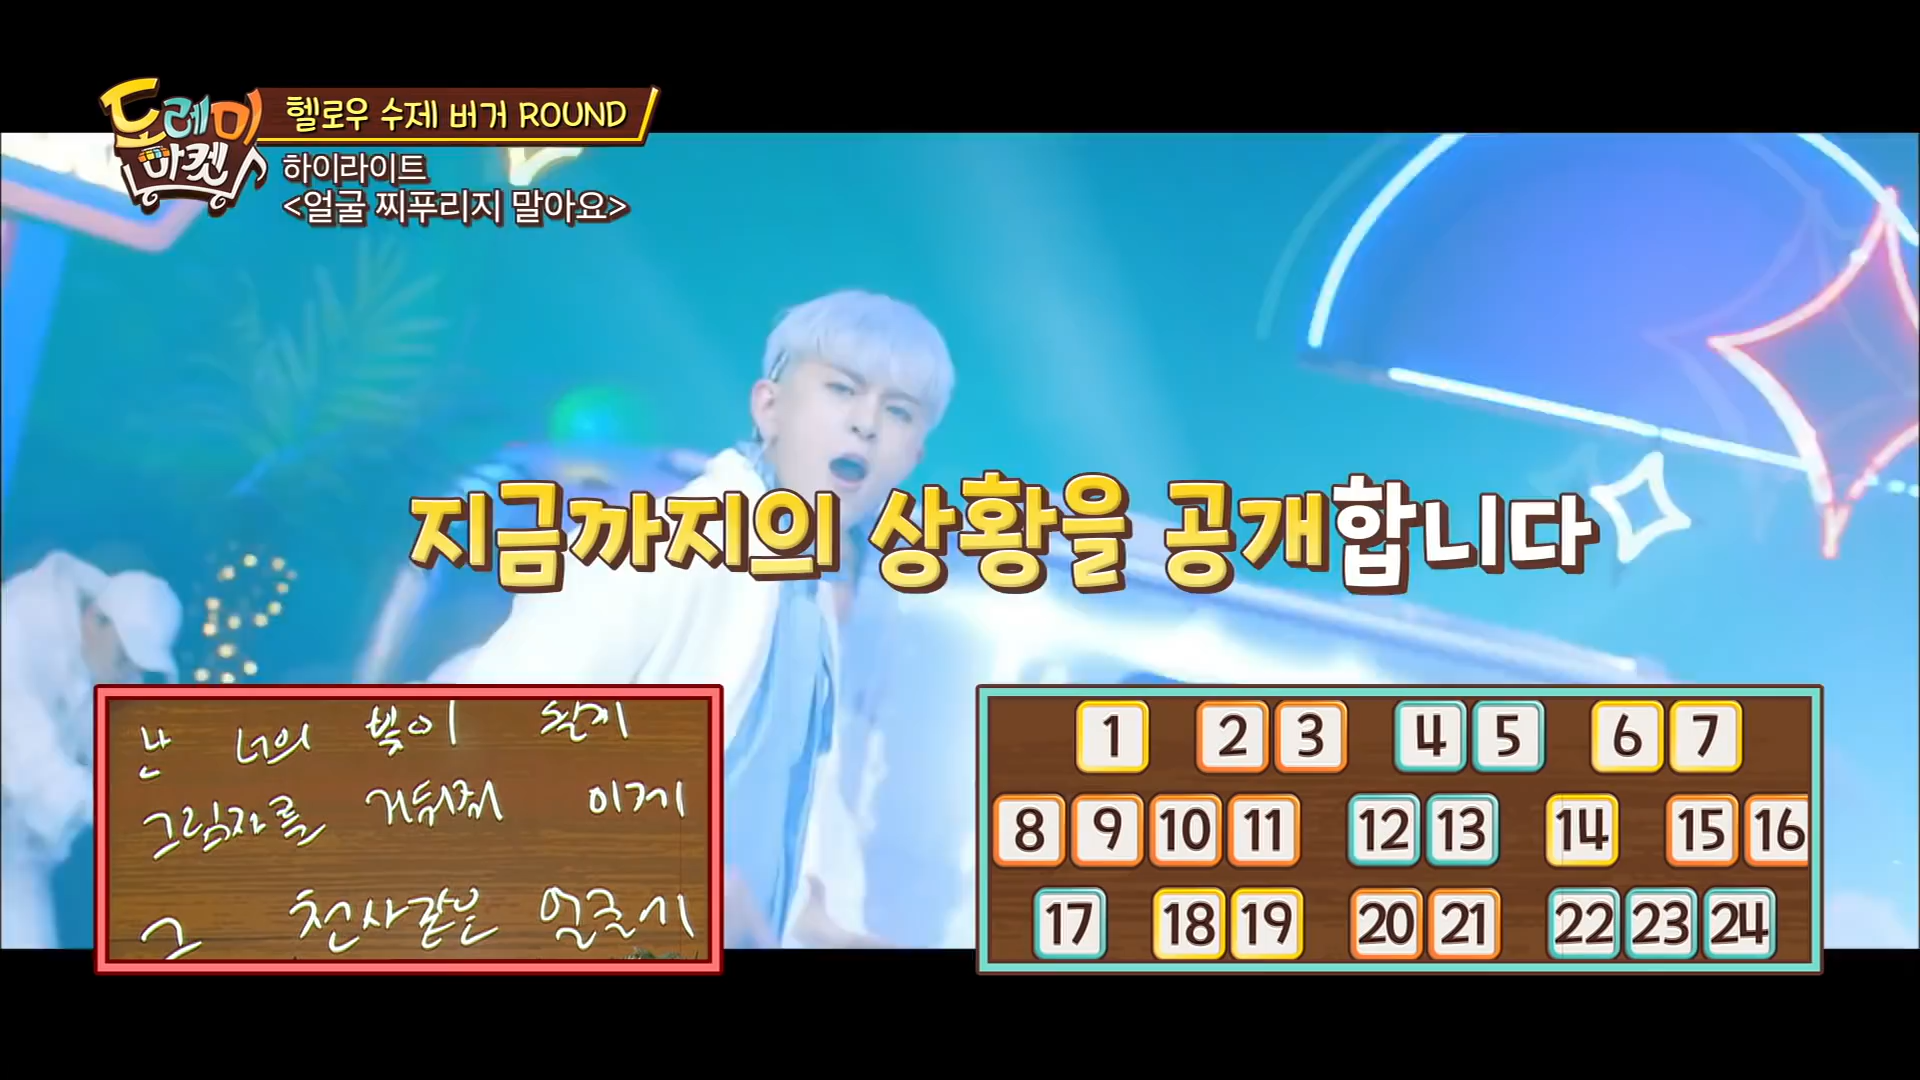 도레미 마켓
헬로우 수제 버거 ROUND
하이라이트
<얼굴 찌푸리지 말아요>
지금까지의 상황을 공개합니다
난 너의 빛이 될게
그림자를 거둬줘 이게
그 천사같은 얼굴에
1 2 3 4 5 6 7
8 9 10 11 12 13 14 15 16
17 18 19 20 21 22 23 24